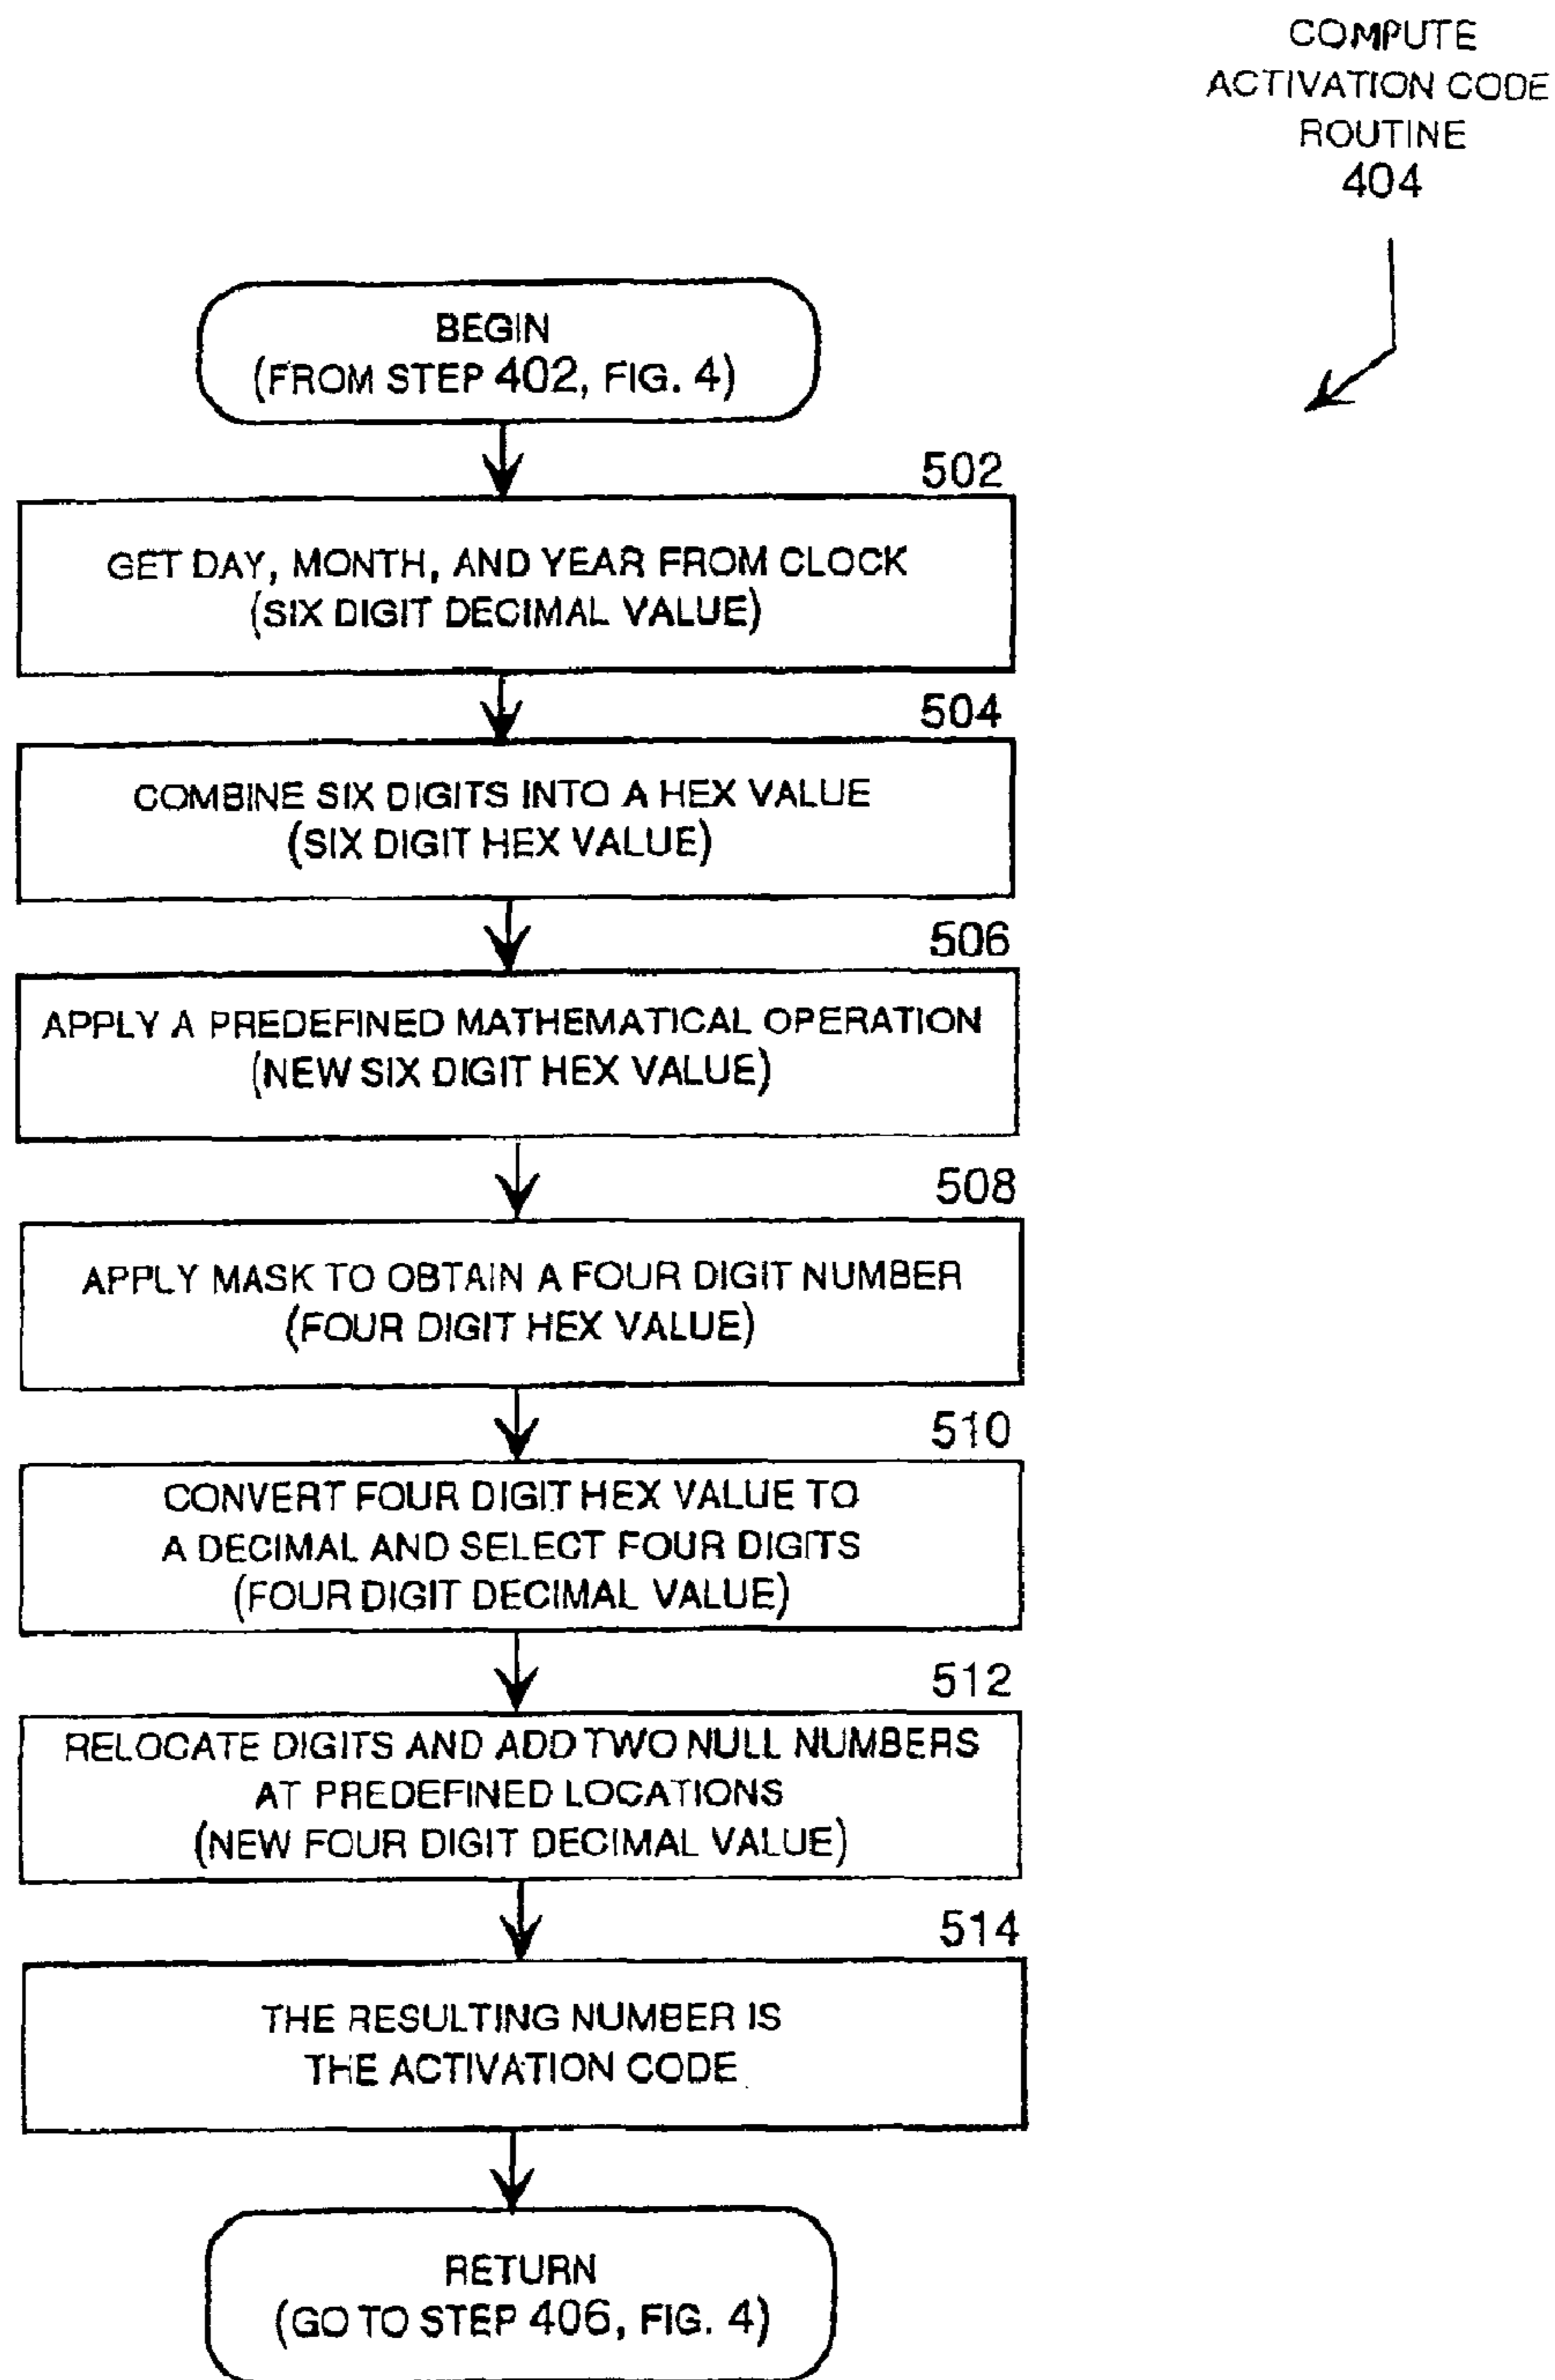 COMPUTE
ACTIVATION CODE
ROUTINE
404
BEGIN
(FROM STEP 402, FIG. 4)
502
GET DAY, MONTH, AND YEAR FROM CLOCK
(SIX DIGIT DECIMAL VALUE)
504
COMBINE SIX DIGITS INTO A HEX VALUE
(SIX DIGIT HEX VALUE)
506
APPLY A PREDEFINED MATHEMATICAL OPERATION
(NEW SIX DIGIT HEX VALUE)
508
APPLY MASK TO OBTAIN A FOUR DIGIT NUMBER
(FOUR DIGIT HEX VALUE)
510
CONVERT FOUR DIGIT HEX VALUE TO
A DECIMAL AND SELECT FOUR DIGITS
(FOUR DIGIT DECIMAL VALUE)
512
RELOCATE DIGITS AND ADD TWO NULL NUMBERS
AT PREDEFINED LOCATIONS
(NEW FOUR DIGIT DECIMAL VALUE)
514
THE RESULTING NUMBER IS
THE ACTIVATION CODE
RETURN
(GO TO STEP 406, FIG. 4)